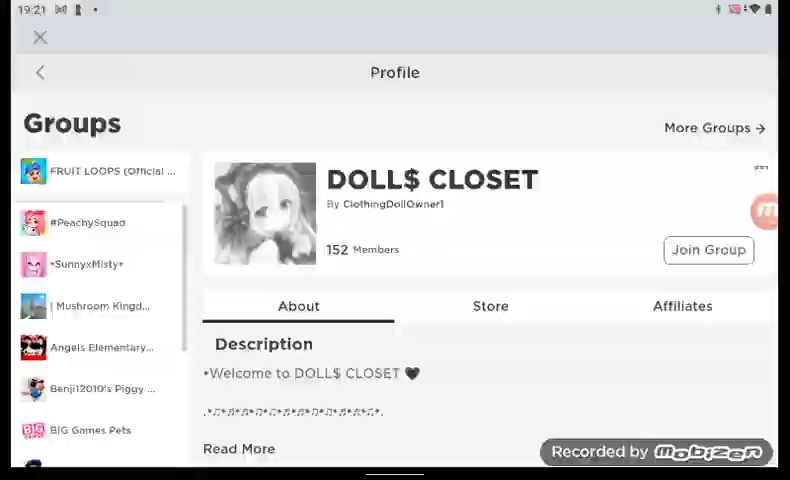 19:21
Profile
Groups
More Groups →
FRUIT LOOPS (Official ...
#PeachySquad
•SunnyxMisty•
| Mushroom Kingd...
Angels Elementary...
Benji12010's Piggy ...
BIG Games Pets
DOLL$ CLOSET
By ClothingDollOwner1
152 Members
Join Group
About
Store
Affiliates
Description
•Welcome to DOLL$ CLOSET 🖤
Read More
Recorded by mobizen